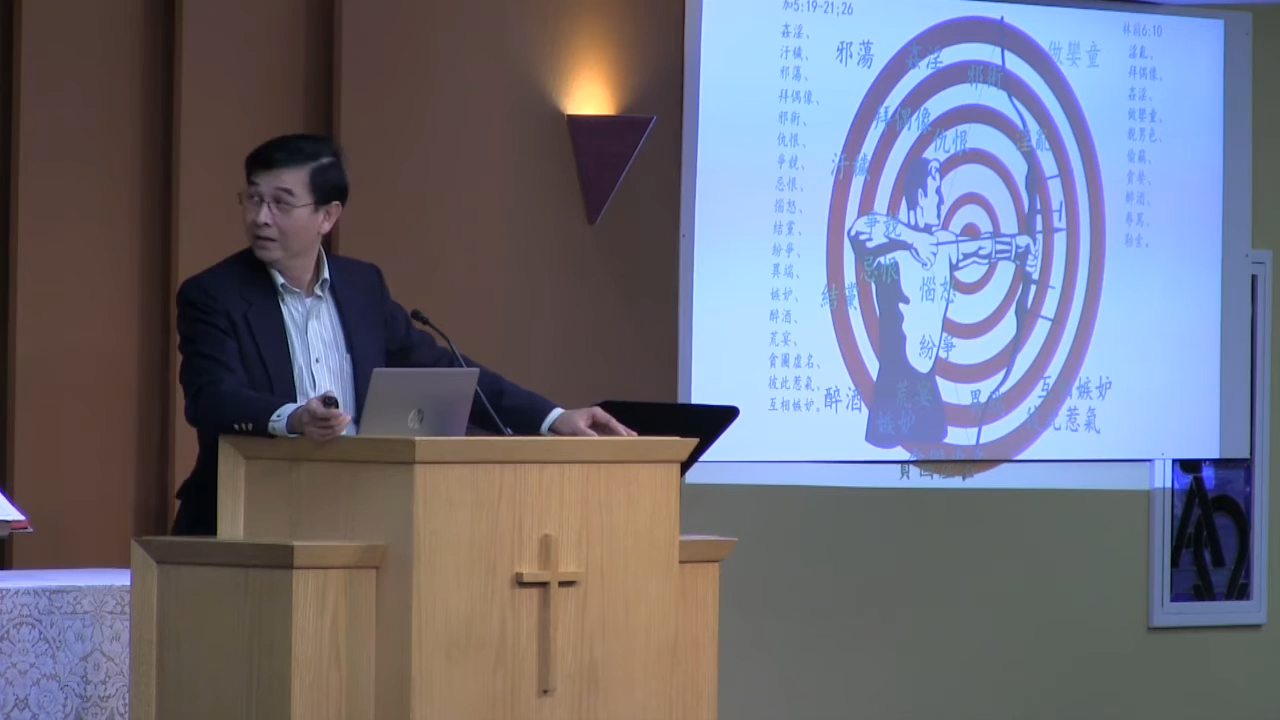 加5:19-21;26
姦淫、
汙穢、
邪蕩、
拜偶像、
邪術、
仇恨、
爭競、
忌恨、
惱怒、
結黨、
紛爭、
異端、
嫉妒、
醉酒、
荒宴、
貪圖虛名、
彼此惹氣、
互相嫉妒。
邪蕩
姦淫
邪術
做孌童
拜偶像
仇恨
淫亂
汙穢
爭競
忌恨
結黨
惱怒
紛爭
醉酒
荒宴
嫉妒
互相嫉妒
彼此惹氣
林前6:10
淫亂、
拜偶像、
姦淫、
做孌童、
親男色、
偷竊、
貪婪、
醉酒、
辱罵、
勒索。
hp